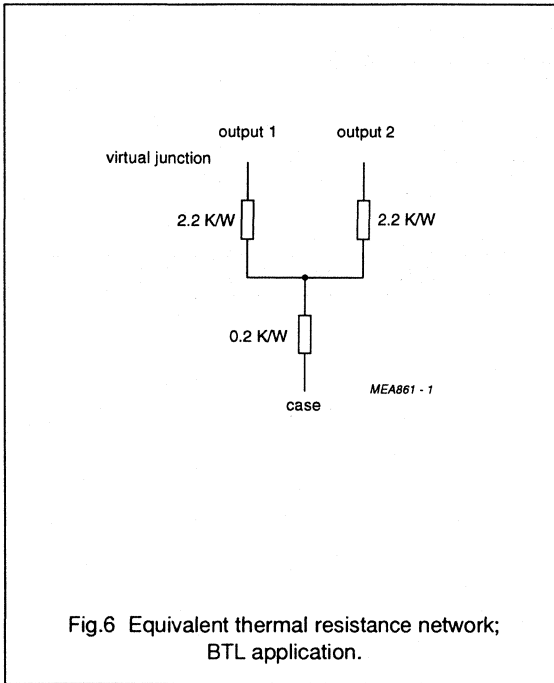 output 1 output 2
virtual junction
2.2 K/W 2.2 K/W
0.2 K/W
MEA861 - 1
case
Fig.6 Equivalent thermal resistance network;
BTL application.